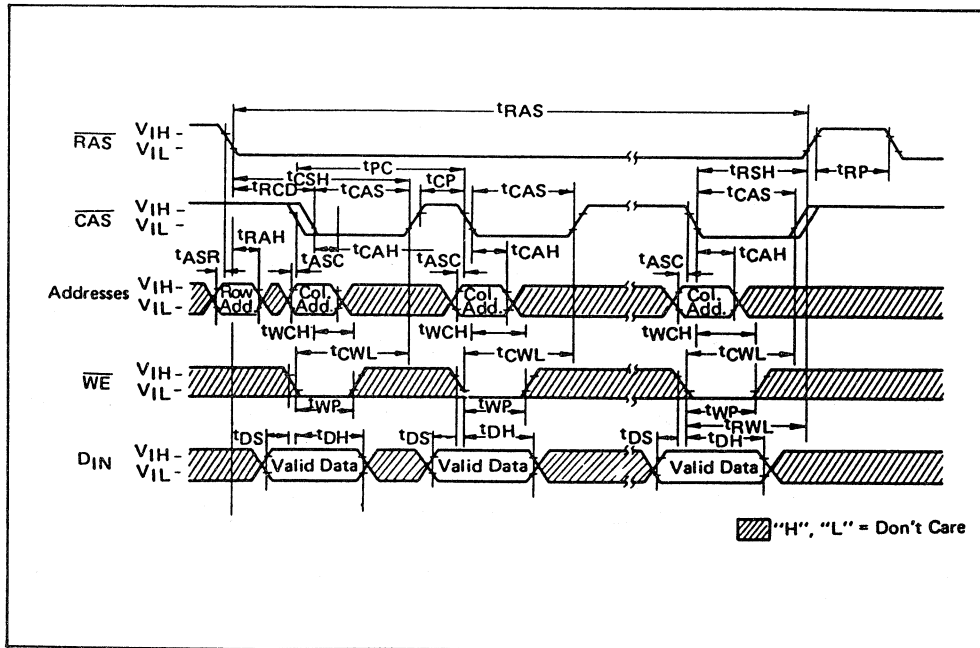 tRAS
RAS VIH -
VIL -
tPC
tCSH
tRCD tCAS tCP tCAS
tRSH tRP
tCAS
CAS VIH -
VIL -
tRAH
tASR tASC tCAH tASC tCAH tASC tCAH
Addresses VIH -
VIL -
Row Add. Col. Add. Col. Add. Col. Add.
tWCH tWCH tWCH
tCWL tCWL tCWL
WE VIH -
VIL -
tWP tWP tWP
tRWL
tDS tDH tDS tDH tDS tDH
DIN VIH -
VIL -
Valid Data Valid Data Valid Data
"H", "L" = Don't Care